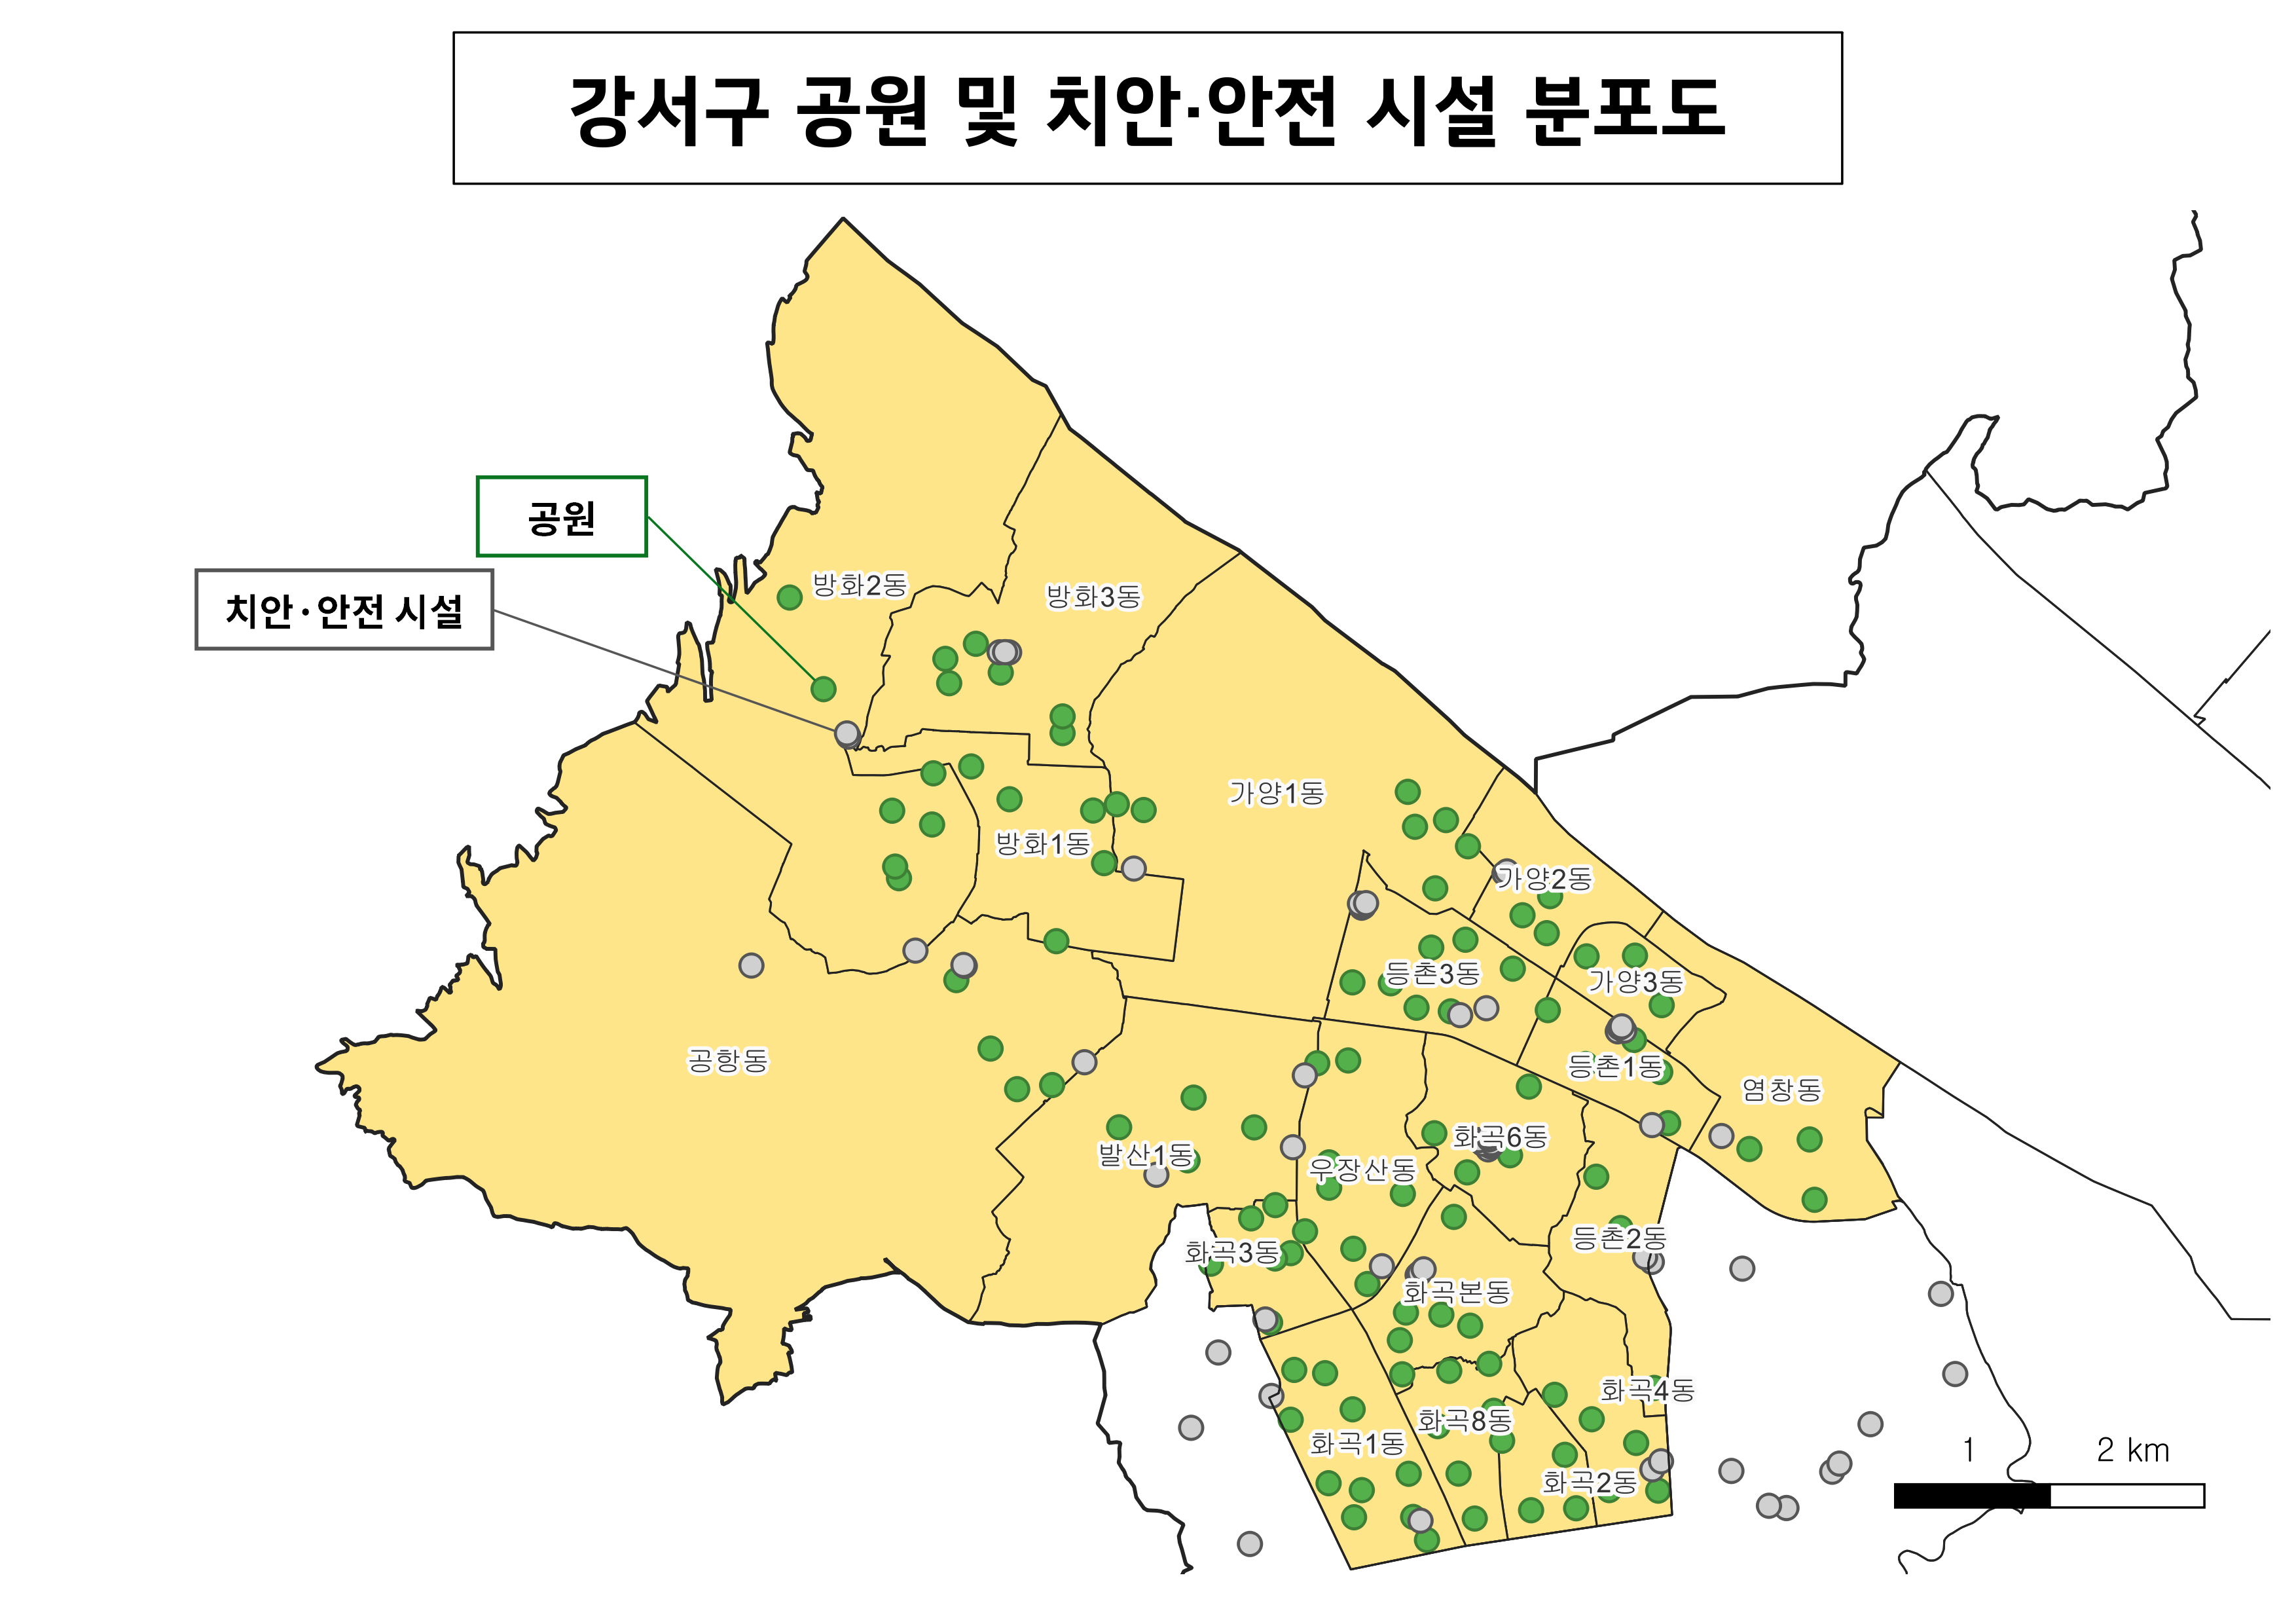 강서구 공원 및 치안·안전 시설 분포도
공원
치안·안전 시설
방화2동
방화3동
가양1동
방화1동
가양2동
등촌3동
가양3동
공항동
등촌1동
염창동
발산1동
화곡6동
우장산동
등촌2동
화곡3동
화곡본동
화곡4동
화곡8동
화곡1동
화곡2동
1 2 km